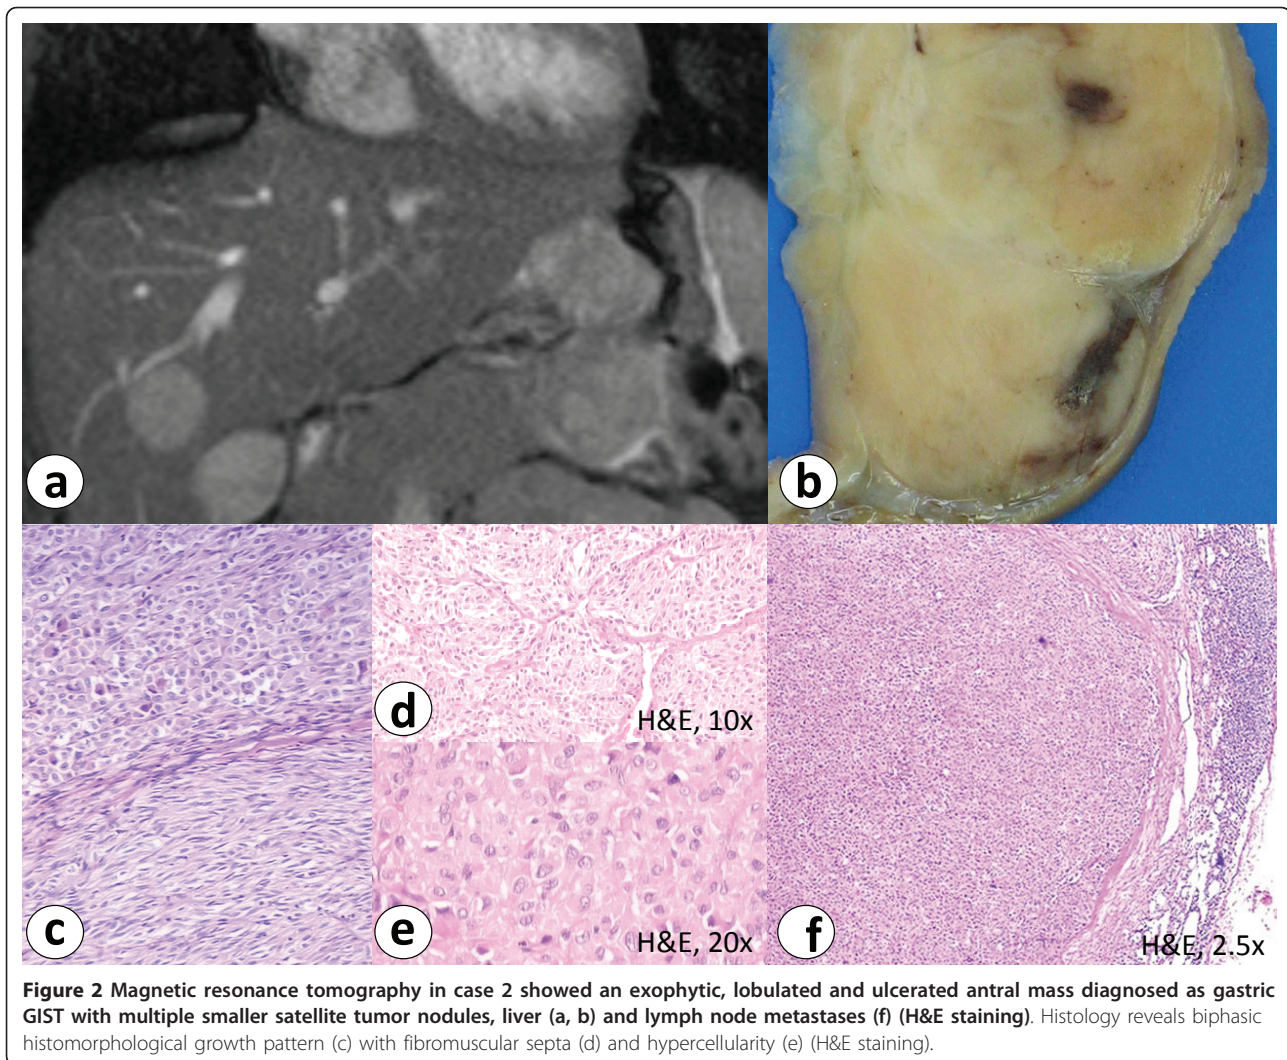 a
b
c
d
H&E, 10x
e
H&E, 20x
f
H&E, 2.5x
Figure 2 Magnetic resonance tomography in case 2 showed an exophytic, lobulated and ulcerated antral mass diagnosed as gastric
GIST with multiple smaller satellite tumor nodules, liver (a, b) and lymph node metastases (f) (H&E staining). Histology reveals biphasic
histomorphological growth pattern (c) with fibromuscular septa (d) and hypercellularity (e) (H&E staining).